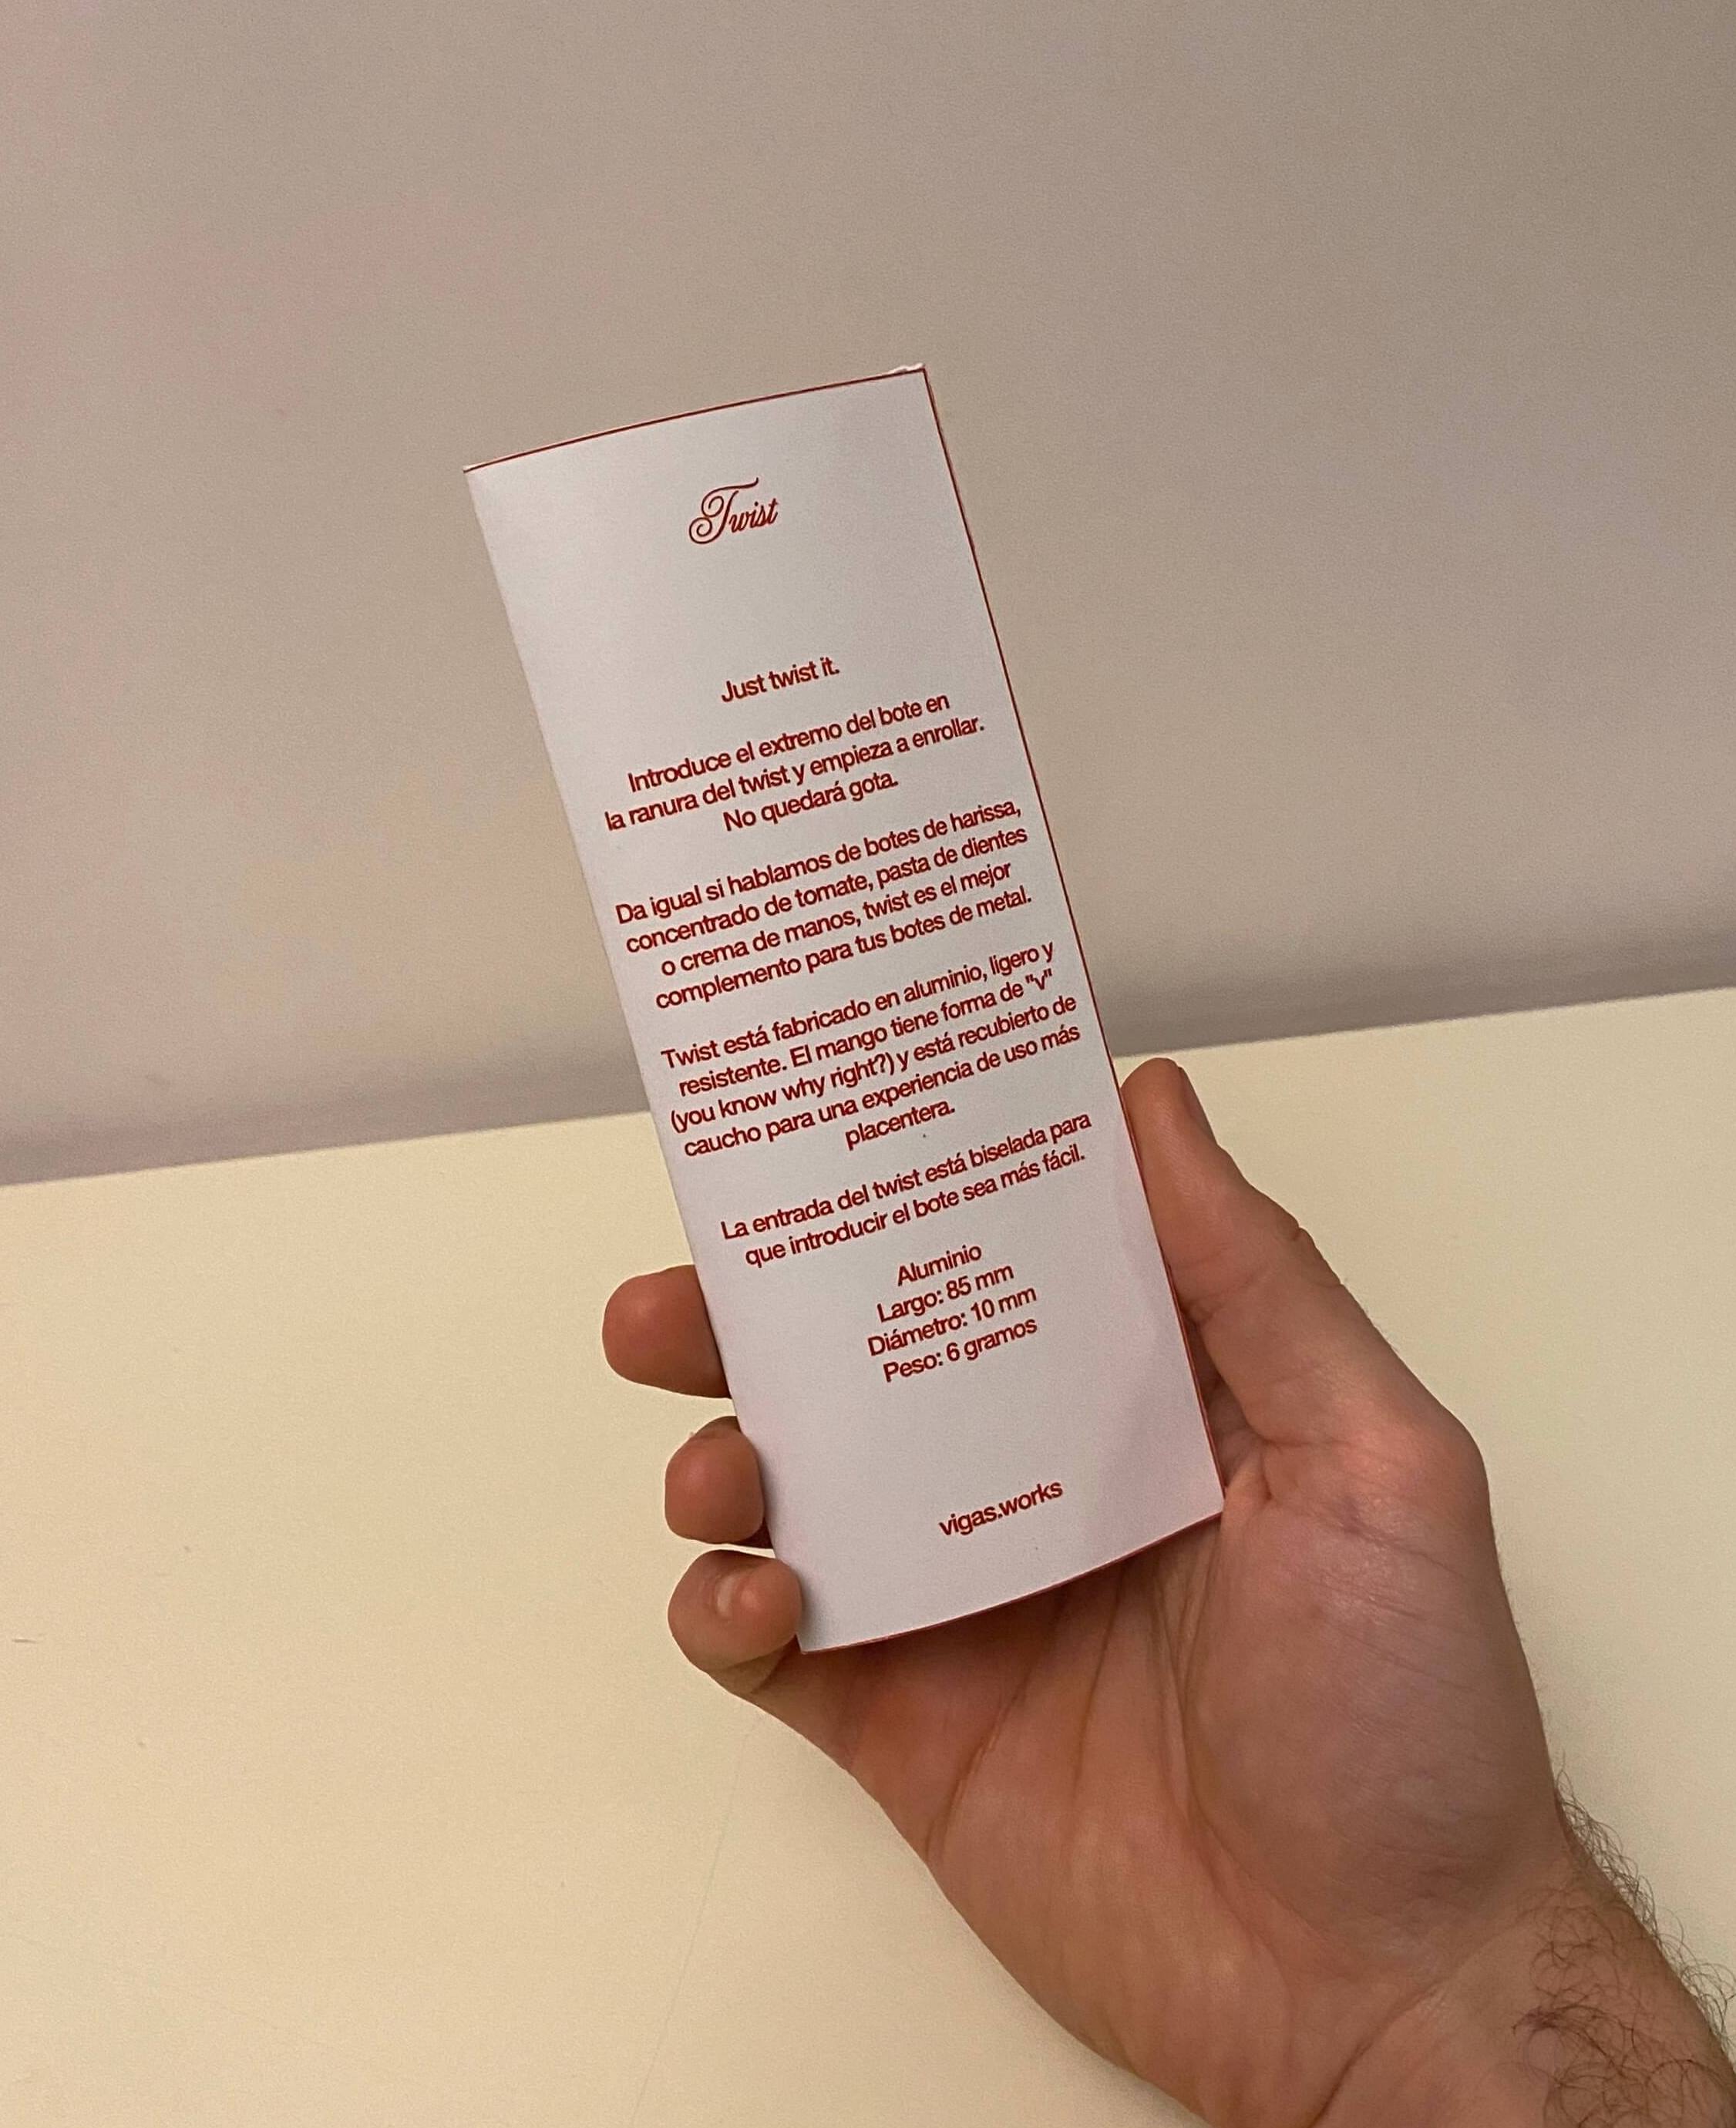 Twist
Just twist it.
Introduce el extremo del bote en
la ranura del twist y empieza a enrollar.
No quedará gota.
Da igual si hablamos de botes de harissa,
concentrado de tomate, pasta de dientes
o crema de manos, twist es el mejor
complemento para tus botes de metal.
Twist está fabricado en aluminio, ligero y
resistente. El mango tiene forma de "v"
(you know why right?) y está recubierto de
caucho para una experiencia de uso más
placentera.
La entrada del twist está biselada para
que introducir el bote sea más fácil.
Aluminio
Largo: 85 mm
Diámetro: 10 mm
Peso: 6 gramos
vigas.works